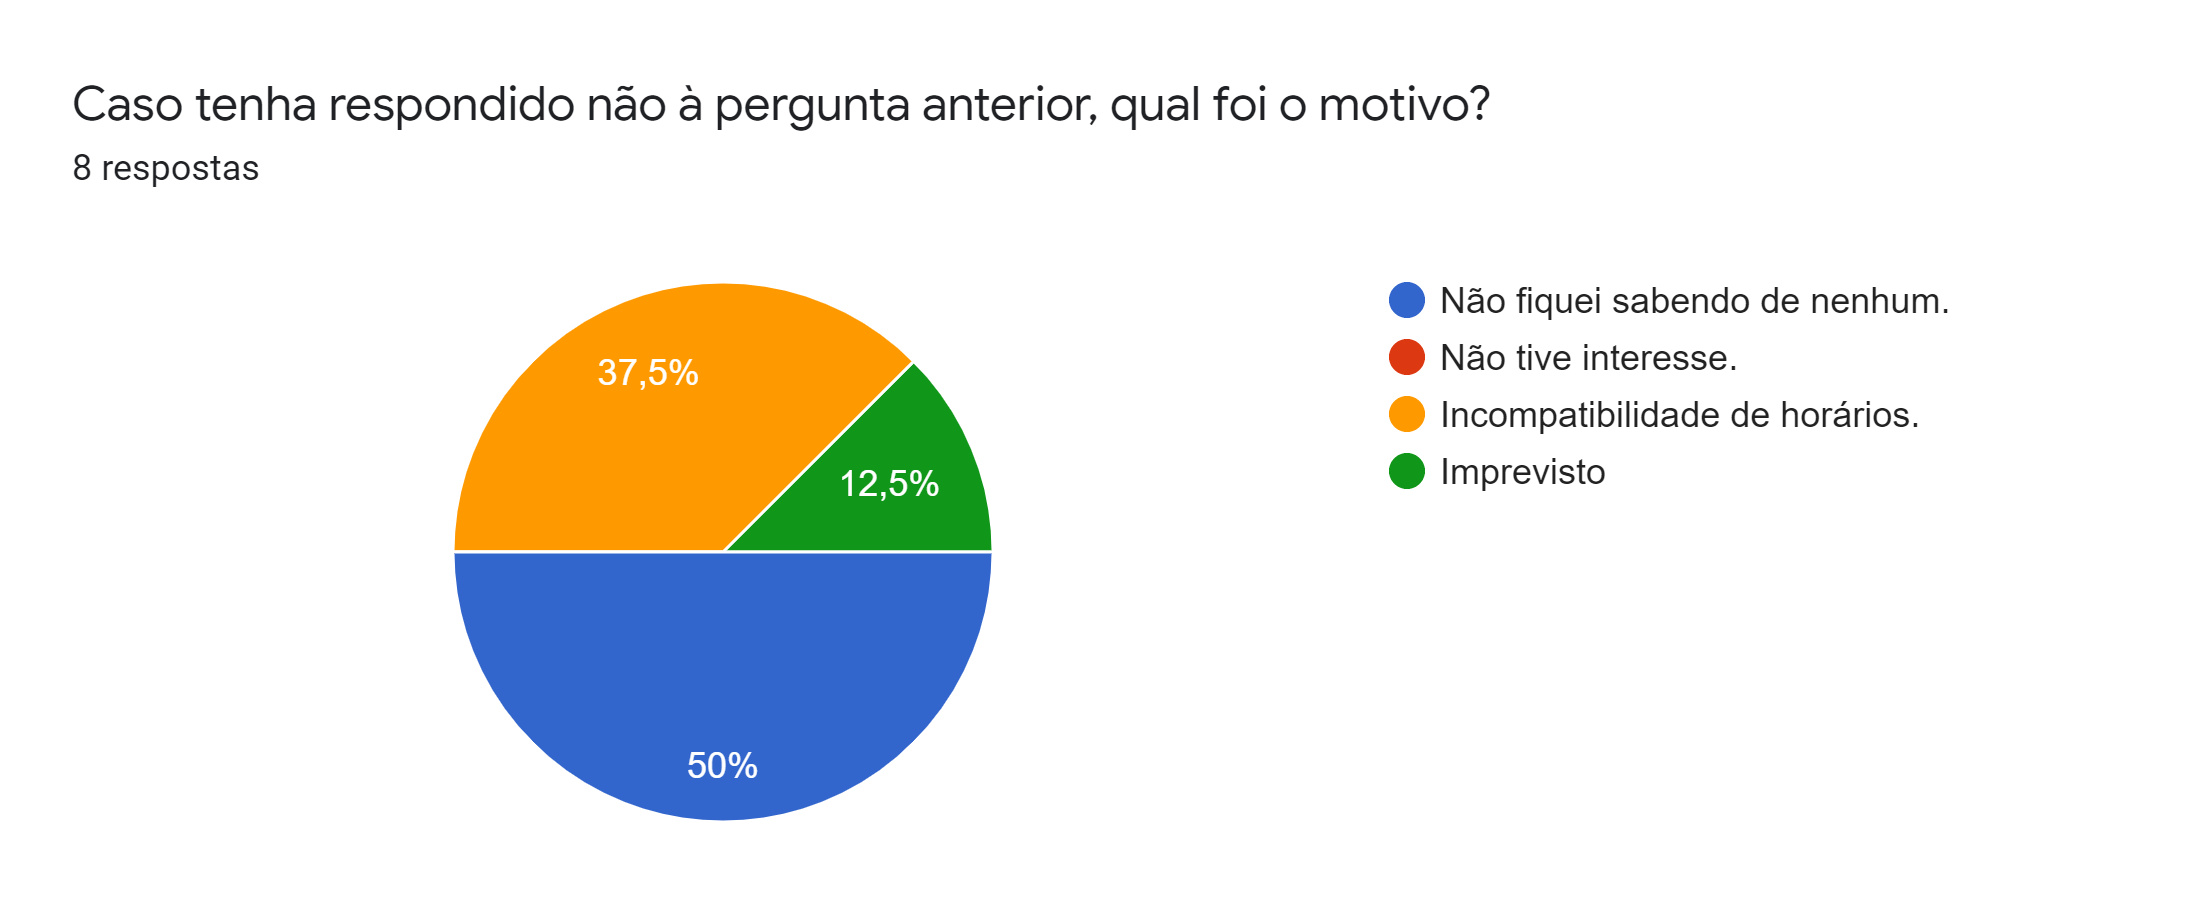 Caso tenha respondido não à pergunta anterior, qual foi o motivo?
8 respostas
37,5%
12,5%
50%
Não fiquei sabendo de nenhum.
Não tive interesse.
Incompatibilidade de horários.
Imprevisto